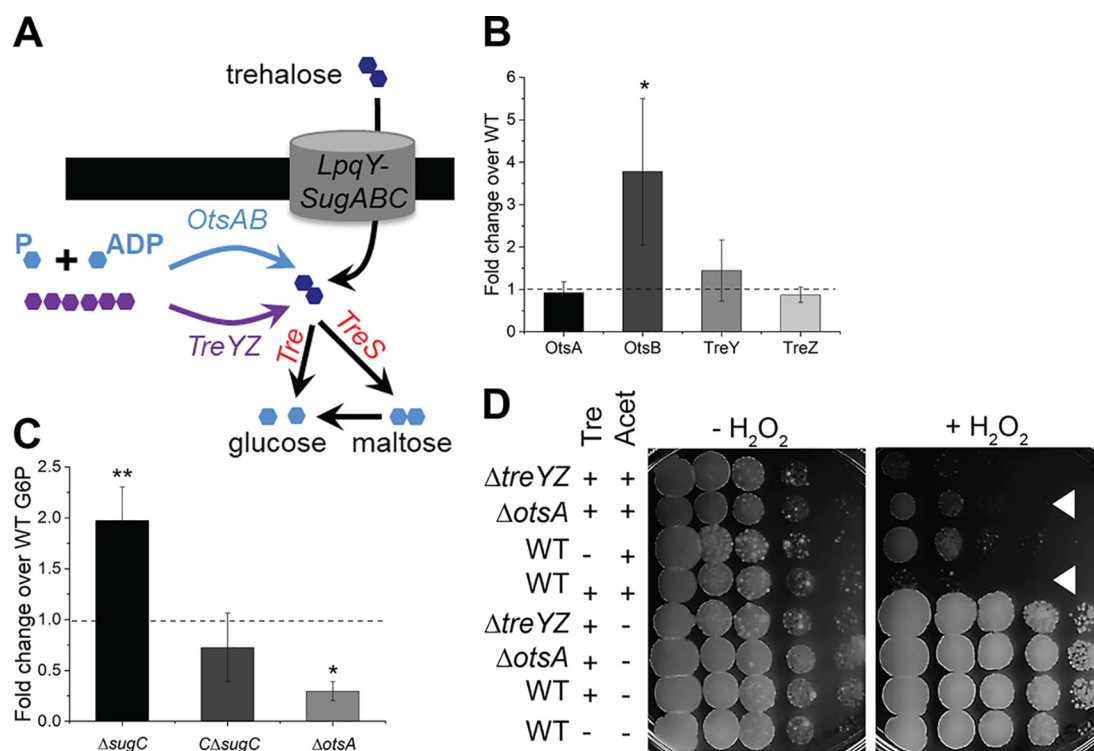 A
trehalose
LpqY-
SugABC
OtsAB
P + ADP
TreYZ
Tre
TreS
glucose
maltose
B
Fold change over WT
6
5
4
3
2
1
0
*
OtsA OtsB TreY TreZ
C
Fold change over WT G6P
2.5
2.0
1.5
1.0
0.5
0.0
**
*
ΔsugC CΔsugC ΔotsA
D
Tre Acet
- H₂O₂ + H₂O₂
ΔtreYZ + +
ΔotsA + +
WT - +
WT + +
ΔtreYZ + -
ΔotsA + -
WT + -
WT - -